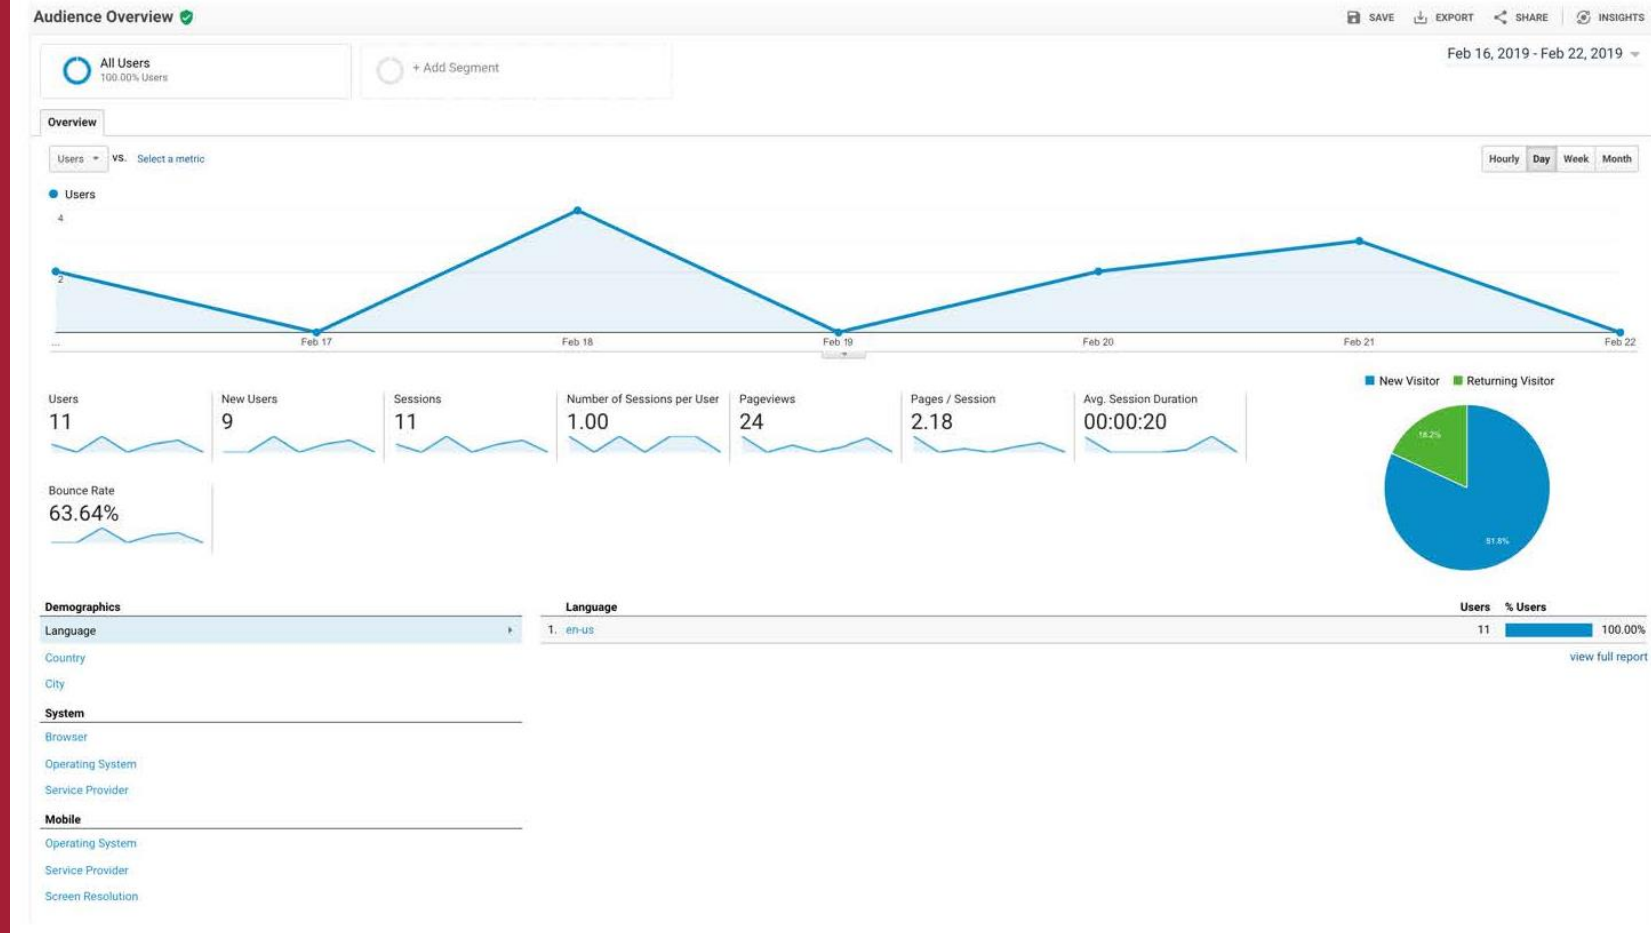 Audience Overview
SAVE EXPORT SHARE INSIGHTS
All Users
100.00% Users
+ Add Segment
Feb 16, 2019 - Feb 22, 2019
Overview
Users VS. Select a metric
Hourly Day Week Month
Users
4
2
... Feb 17 Feb 18 Feb 19 Feb 20 Feb 21 Feb 22
New Visitor Returning Visitor
Users New Users Sessions Number of Sessions per User Pageviews Pages / Session Avg. Session Duration
11 9 11 1.00 24 2.18 00:00:20
18.2%
81.8%
Bounce Rate
63.64%
Demographics
Language
Country
City
System
Browser
Operating System
Service Provider
Mobile
Operating System
Service Provider
Screen Resolution
Language Users % Users
1. en-us 11 100.00%
view full report